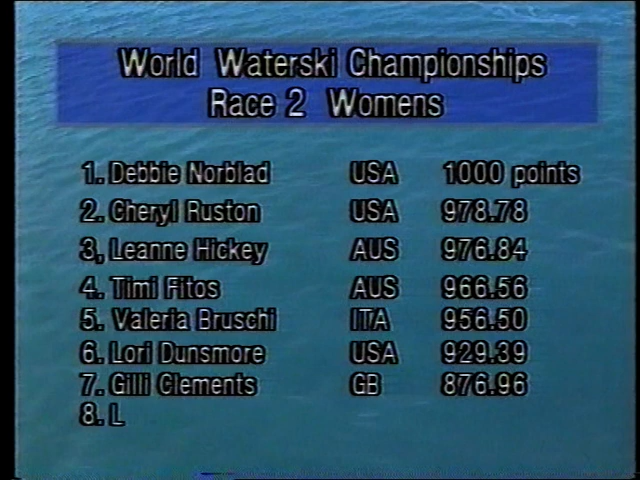 World Waterski Championships
Race 2 Womens
1. Debbie Norblad USA 1000 points
2. Cheryl Ruston USA 978.78
3, Leanne Hickey AUS 976.84
4. Timi Fitos AUS 966.56
5. Valeria Bruschi ITA 956.50
6. Lori Dunsmore USA 929.39
7. Gilli Clements GB 876.96
8. L